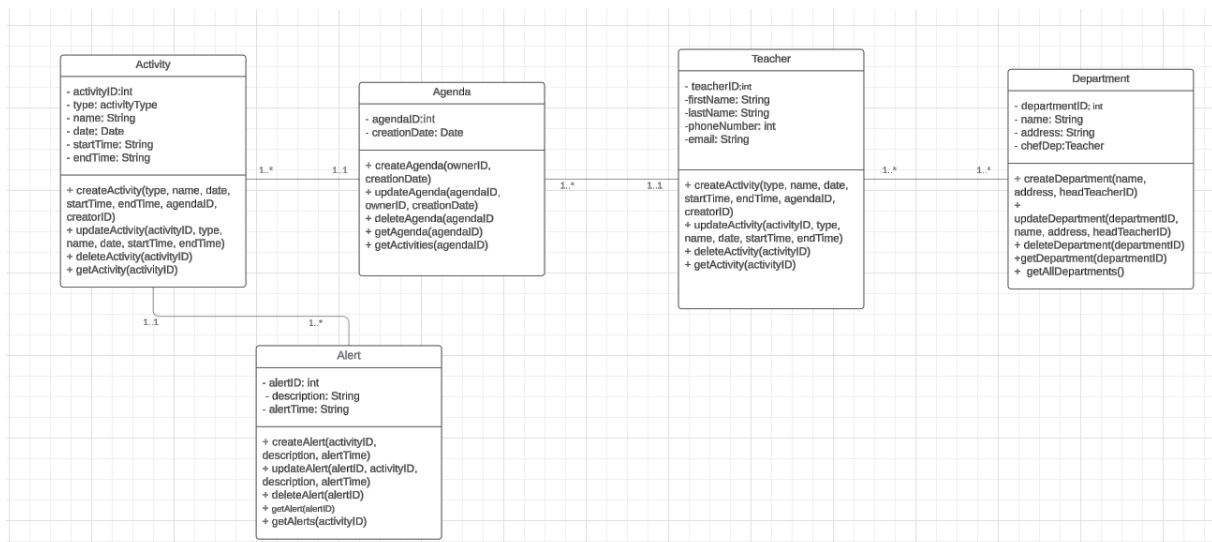 Activity
- activityID:int
- type: activityType
- name: String
- date: Date
- startTime: String
- endTime: String
+ createActivity(type, name, date,
startTime, endTime, agendaID,
creatorID)
+ updateActivity(activityID, type,
name, date, startTime, endTime)
+ deleteActivity(activityID)
+ getActivity(activityID)
1..*
1..1
Agenda
- agendaID:int
- creationDate: Date
+ createAgenda(ownerID,
creationDate)
+ updateAgenda(agendaID,
ownerID, creationDate)
+ deleteAgenda(agendaID
+ getAgenda(agendaID)
+ getActivities(agendaID)
1..*
1..1
Teacher
- teacherID:int
-firstName: String
-lastName: String
-phoneNumber: int
-email: String
+ createActivity(type, name, date,
startTime, endTime, agendaID,
creatorID)
+ updateActivity(activityID, type,
name, date, startTime, endTime)
+ deleteActivity(activityID)
+ getActivity(activityID)
1..*
1..*
Department
- departmentID: int
- name: String
- address: String
- chefDep:Teacher
+ createDepartment(name,
address, headTeacherID)
+
updateDepartment(departmentID,
name, address, headTeacherID)
+ deleteDepartment(departmentID)
+getDepartment(departmentID)
+ getAllDepartments()
1..1
1..*
Alert
- alertID: int
- description: String
- alertTime: String
+ createAlert(activityID,
description, alertTime)
+ updateAlert(alertID, activityID,
description, alertTime)
+ deleteAlert(alertID)
+ getAlert(alertID)
+ getAlerts(activityID)